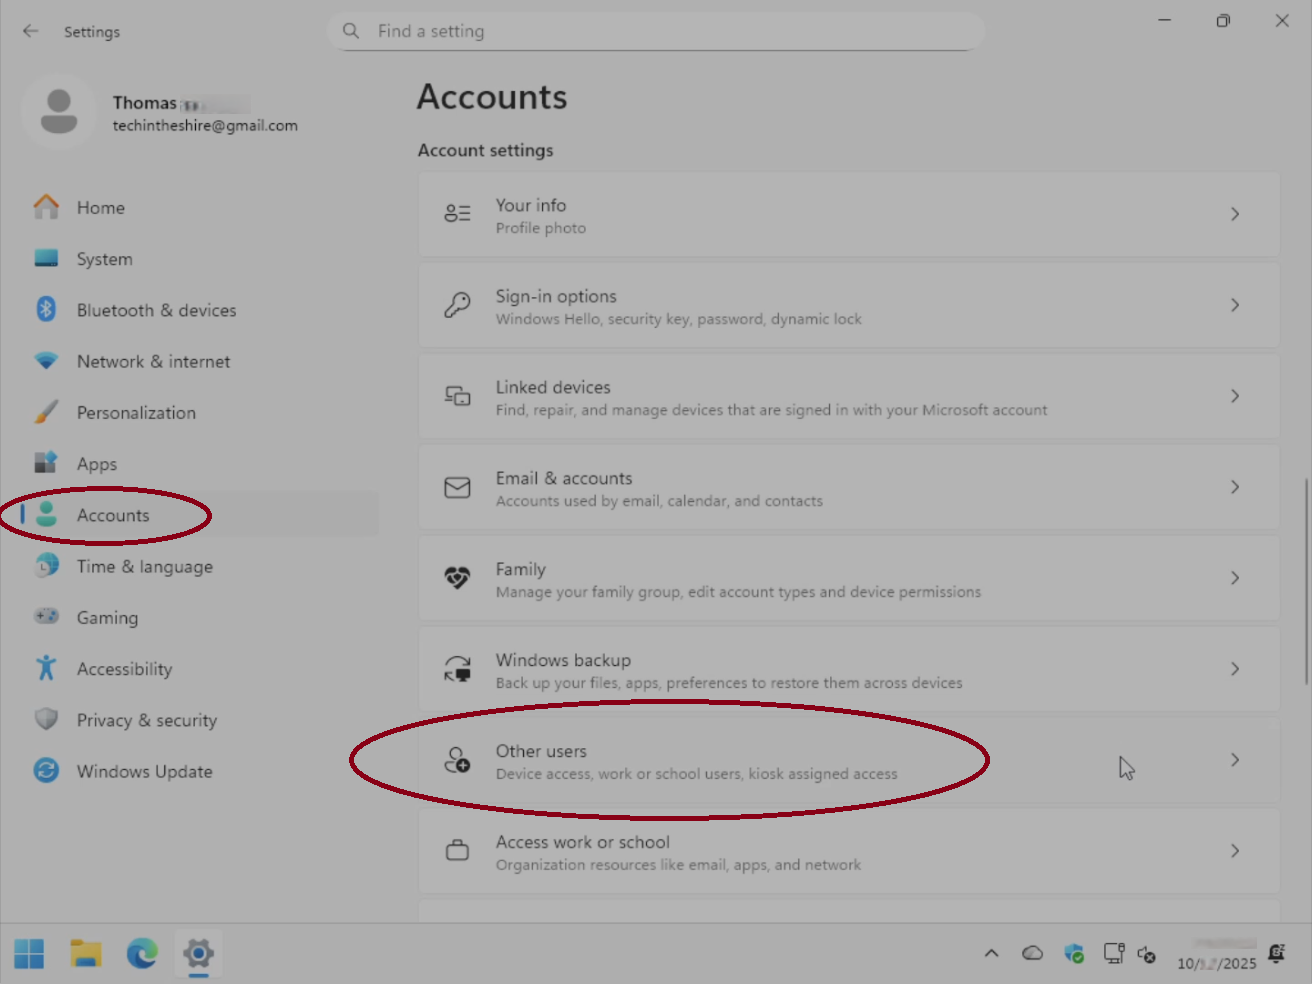 Settings
Find a setting
Thomas
techintheshire@gmail.com
Home
System
Bluetooth & devices
Network & internet
Personalization
Apps
Accounts
Time & language
Gaming
Accessibility
Privacy & security
Windows Update
Accounts
Account settings
Your info
Profile photo
Sign-in options
Windows Hello, security key, password, dynamic lock
Linked devices
Find, repair, and manage devices that are signed in with your Microsoft account
Email & accounts
Accounts used by email, calendar, and contacts
Family
Manage your family group, edit account types and device permissions
Windows backup
Back up your files, apps, preferences to restore them across devices
Other users
Device access, work or school users, kiosk assigned access
Access work or school
Organization resources like email, apps, and network